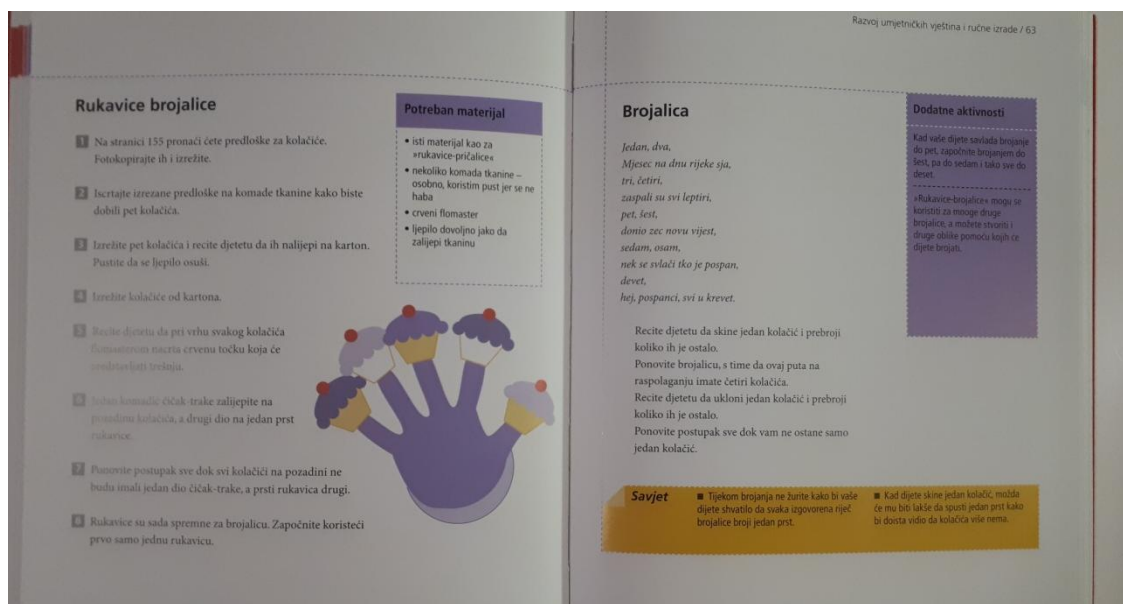 Rukavice brojalice
1 Na stranici 155 pronaći ćete predloške za kolačiće.
Fotokopirajte ih i izrežite.
2 Iscrtajte izrezane predloške na komade tkanine kako biste
dobili pet kolačića.
3 Izrežite pet kolačića i recite djetetu da ih nalijepi na karton.
Pustite da se ljepilo osuši.
4 Izrežite kolačiće od kartona.
5 Recite djetetu da pri vrhu svakog kolačića
flomasterom nacrta crvenu točku koja će
predstavljati trešnju.
6 Jedan komadić čičak-trake zalijepite na
pozadinu kolačića, a drugi dio na jedan prst
rukavice.
7 Ponovite postupak sve dok svi kolačići na pozadini ne
budu imali jedan dio čičak-trake, a prsti rukavica drugi.
8 Rukavice su sada spremne za brojalicu. Započnite koristeći
prvo samo jednu rukavicu.
Potreban materijal
• isti materijal kao za
»rukavice-pričalice«
• nekoliko komada tkanine –
osobno, koristim pust jer se ne
haba
• crveni flomaster
• ljepilo dovoljno jako da
zalijepi tkaninu
Razvoj umjetničkih vještina i ručne izrade / 63
Brojalica
Jedan, dva,
Mjesec na dnu rijeke sja,
tri, četiri,
zaspali su svi leptiri,
pet, šest,
donio zec novu vijest,
sedam, osam,
nek se svlači tko je pospan,
devet,
hej, pospanci, svi u krevet.
Recite djetetu da skine jedan kolačić i prebroji
koliko ih je ostalo.
Ponovite brojalicu, s time da ovaj puta na
raspolaganju imate četiri kolačića.
Recite djetetu da ukloni jedan kolačić i prebroji
koliko ih je ostalo.
Ponovite postupak sve dok vam ne ostane samo
jedan kolačić.
Dodatne aktivnosti
Kad vaše dijete savlada brojanje
do pet, započnite brojanjem do
šest, pa do sedam i tako sve do
deset.
»Rukavice-brojalice« mogu se
koristiti za mnoge druge
brojalice, a možete stvoriti i
druge oblike pomoću kojih će
dijete brojati.
Savjet
■ Tijekom brojanja ne žurite kako bi vaše
dijete shvatilo da svaka izgovorena riječ
brojalice broji jedan prst.
■ Kad dijete skine jedan kolačić, možda
će mu biti lakše da spusti jedan prst kako
bi doista vidio da kolačića više nema.